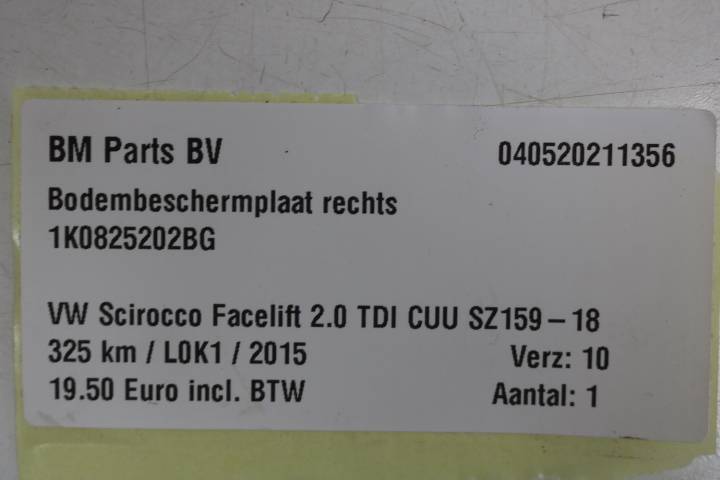 BM Parts BV 040520211356
Bodembeschermplaat rechts
1K0825202BG
VW Scirocco Facelift 2.0 TDI CUU SZ159-18
325 km / L0K1 / 2015 Verz: 10
19.50 Euro incl. BTW Aantal: 1